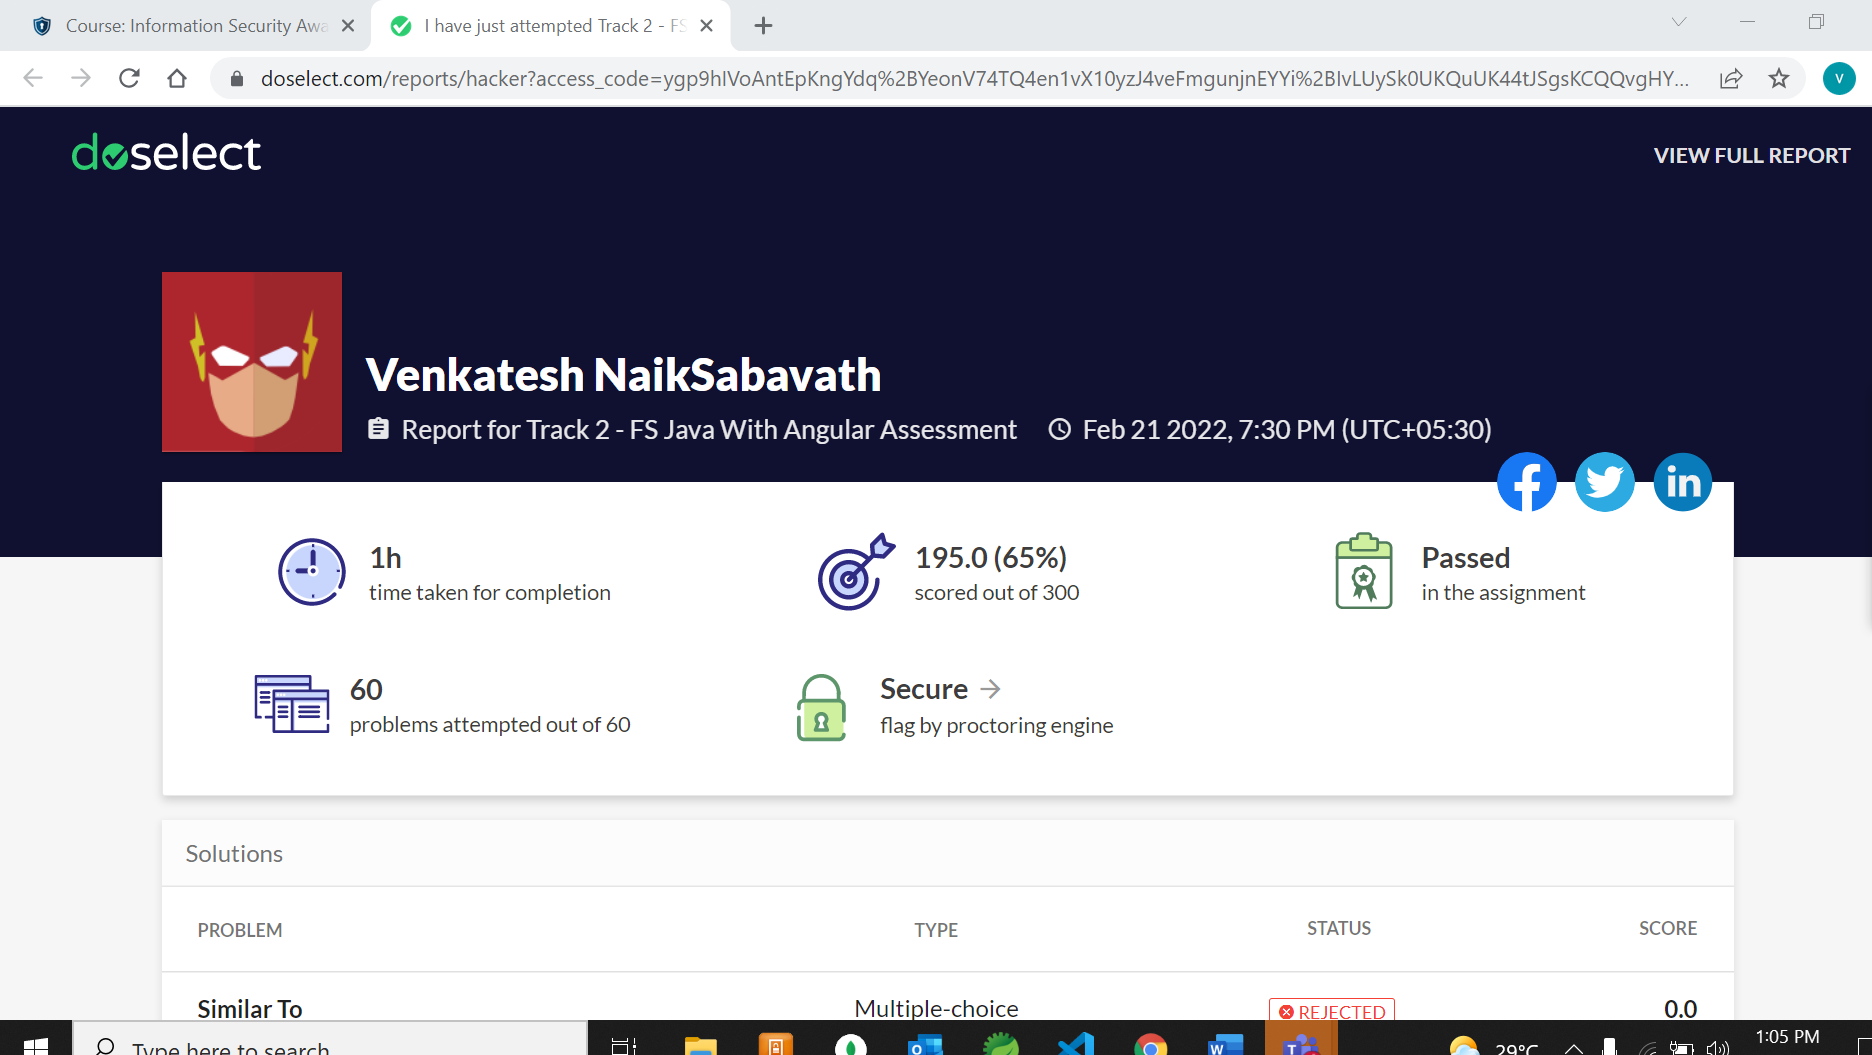 Course: Information Security Awa
I have just attempted Track 2 - FS
doselect.com/reports/hacker?access_code=ygp9hIVoAntEpKngYdq%2BYeonV74TQ4en1vX10yzJ4veFmgunjnEYYi%2BIvLUySk0UKQuUK44tJSgsKCQQvgHY...
V
doselect
VIEW FULL REPORT
Venkatesh NaikSabavath
Report for Track 2 - FS Java With Angular Assessment
Feb 21 2022, 7:30 PM (UTC+05:30)
1h
time taken for completion
195.0 (65%)
scored out of 300
Passed
in the assignment
60
problems attempted out of 60
Secure →
flag by proctoring engine
Solutions
PROBLEM TYPE STATUS SCORE
Similar To Multiple-choice REJECTED 0.0
Type here to search
29°C
1:05 PM